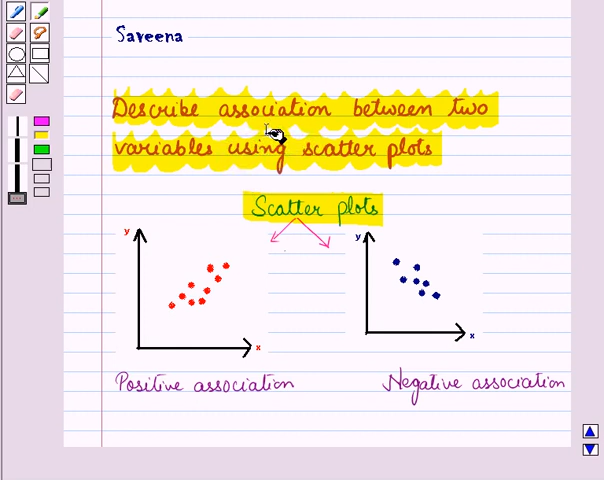 Saveena
Describe association between two
variables using scatter plots
Scatter plots
y
y
x
x
Positive association
Negative association